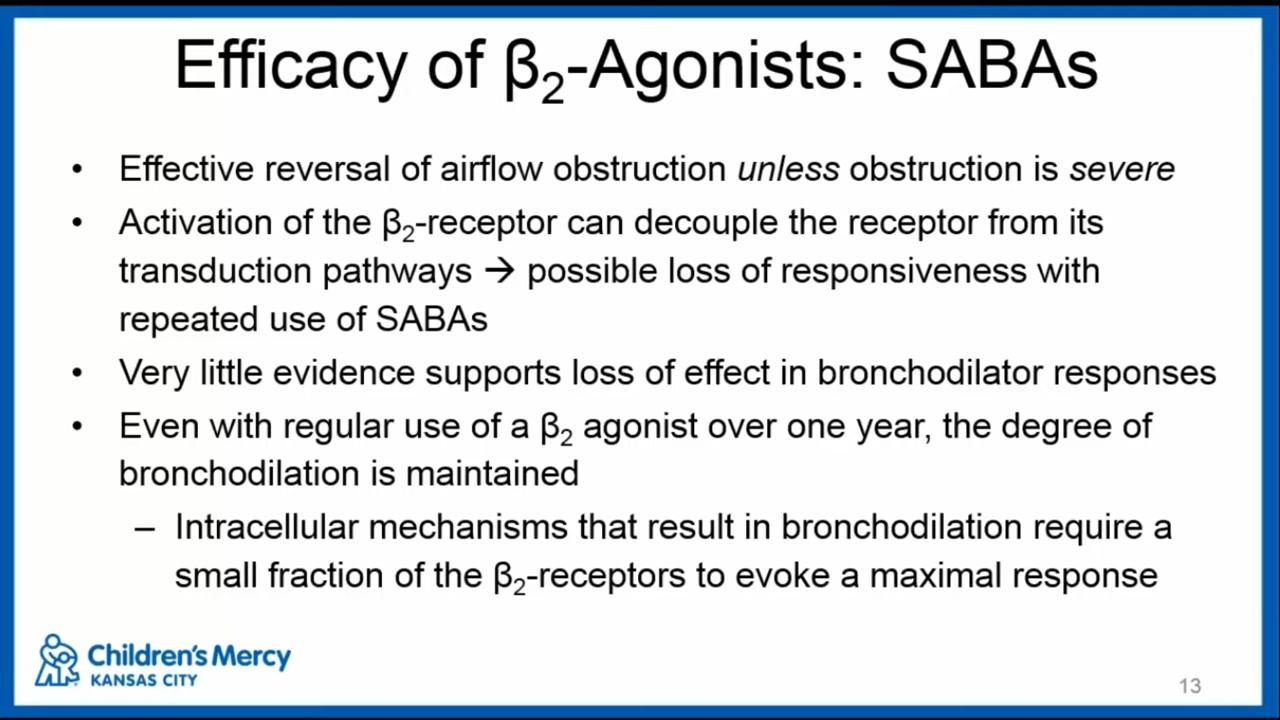 Efficacy of β₂-Agonists: SABAs
• Effective reversal of airflow obstruction unless obstruction is severe
• Activation of the β₂-receptor can decouple the receptor from its
transduction pathways → possible loss of responsiveness with
repeated use of SABAs
• Very little evidence supports loss of effect in bronchodilator responses
• Even with regular use of a β₂ agonist over one year, the degree of
bronchodilation is maintained
– Intracellular mechanisms that result in bronchodilation require a
small fraction of the β₂-receptors to evoke a maximal response
Children's Mercy
KANSAS CITY
13